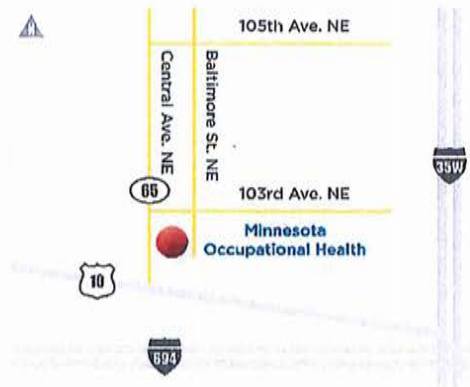 N
105th Ave. NE
Central Ave. NE
Baltimore St. NE
35W
65
103rd Ave. NE
Minnesota
Occupational Health
10
694